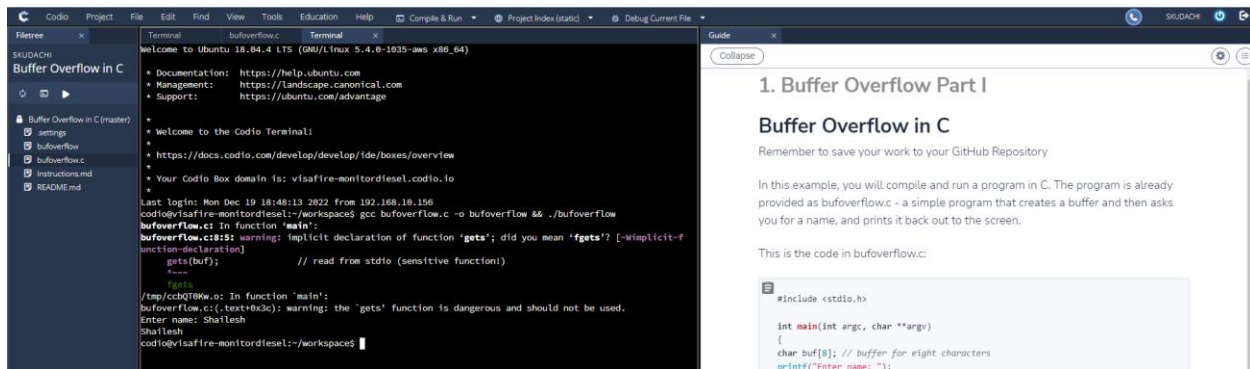 Codio Project File Edit Find View Tools Education Help Compile & Run Project Index (static) Debug Current File SKUDACHI
Filetree x
SKUDACHI
Buffer Overflow in C
Buffer Overflow in C (master)
.settings
bufoverflow
bufoverflow.c
Instructions.md
README.md
Terminal bufoverflow.c Terminal x
Welcome to Ubuntu 18.04.4 LTS (GNU/Linux 5.4.0-1035-aws x86_64)
* Documentation: https://help.ubuntu.com
* Management: https://landscape.canonical.com
* Support: https://ubuntu.com/advantage
*
* Welcome to the Codio Terminal!
*
* https://docs.codio.com/develop/develop/ide/boxes/overview
*
* Your Codio Box domain is: visafire-monitordiesel.codio.io
*
Last login: Mon Dec 19 18:48:13 2022 from 192.168.10.156
codio@visafire-monitordiesel:~/workspace$ gcc bufoverflow.c -o bufoverflow && ./bufoverflow
bufoverflow.c: In function ‘main’:
bufoverflow.c:8:5: warning: implicit declaration of function ‘gets’; did you mean ‘fgets’? [-Wimplicit-f
unction-declaration]
gets(buf); // read from stdio (sensitive function!)
^~~~
fgets
/tmp/ccbQT0Kw.o: In function `main':
bufoverflow.c:(.text+0x3c): warning: the `gets' function is dangerous and should not be used.
Enter name: Shailesh
Shailesh
codio@visafire-monitordiesel:~/workspace$
Guide x
Collapse
1. Buffer Overflow Part I
Buffer Overflow in C
Remember to save your work to your GitHub Repository
In this example, you will compile and run a program in C. The program is already
provided as bufoverflow.c - a simple program that creates a buffer and then asks
you for a name, and prints it back out to the screen.
This is the code in bufoverflow.c:
#include <stdio.h>
int main(int argc, char **argv)
{
char buf[8]; // buffer for eight characters
printf("Enter name: ");